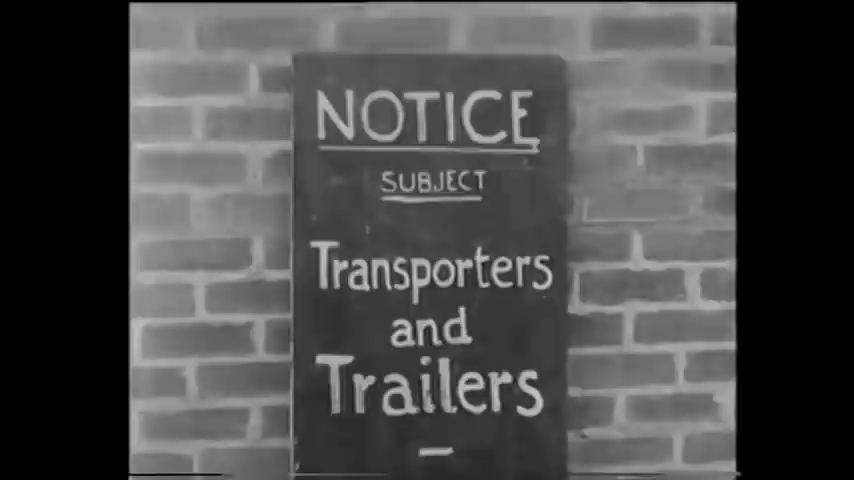 NOTICE
SUBJECT
Transporters
and
Trailers